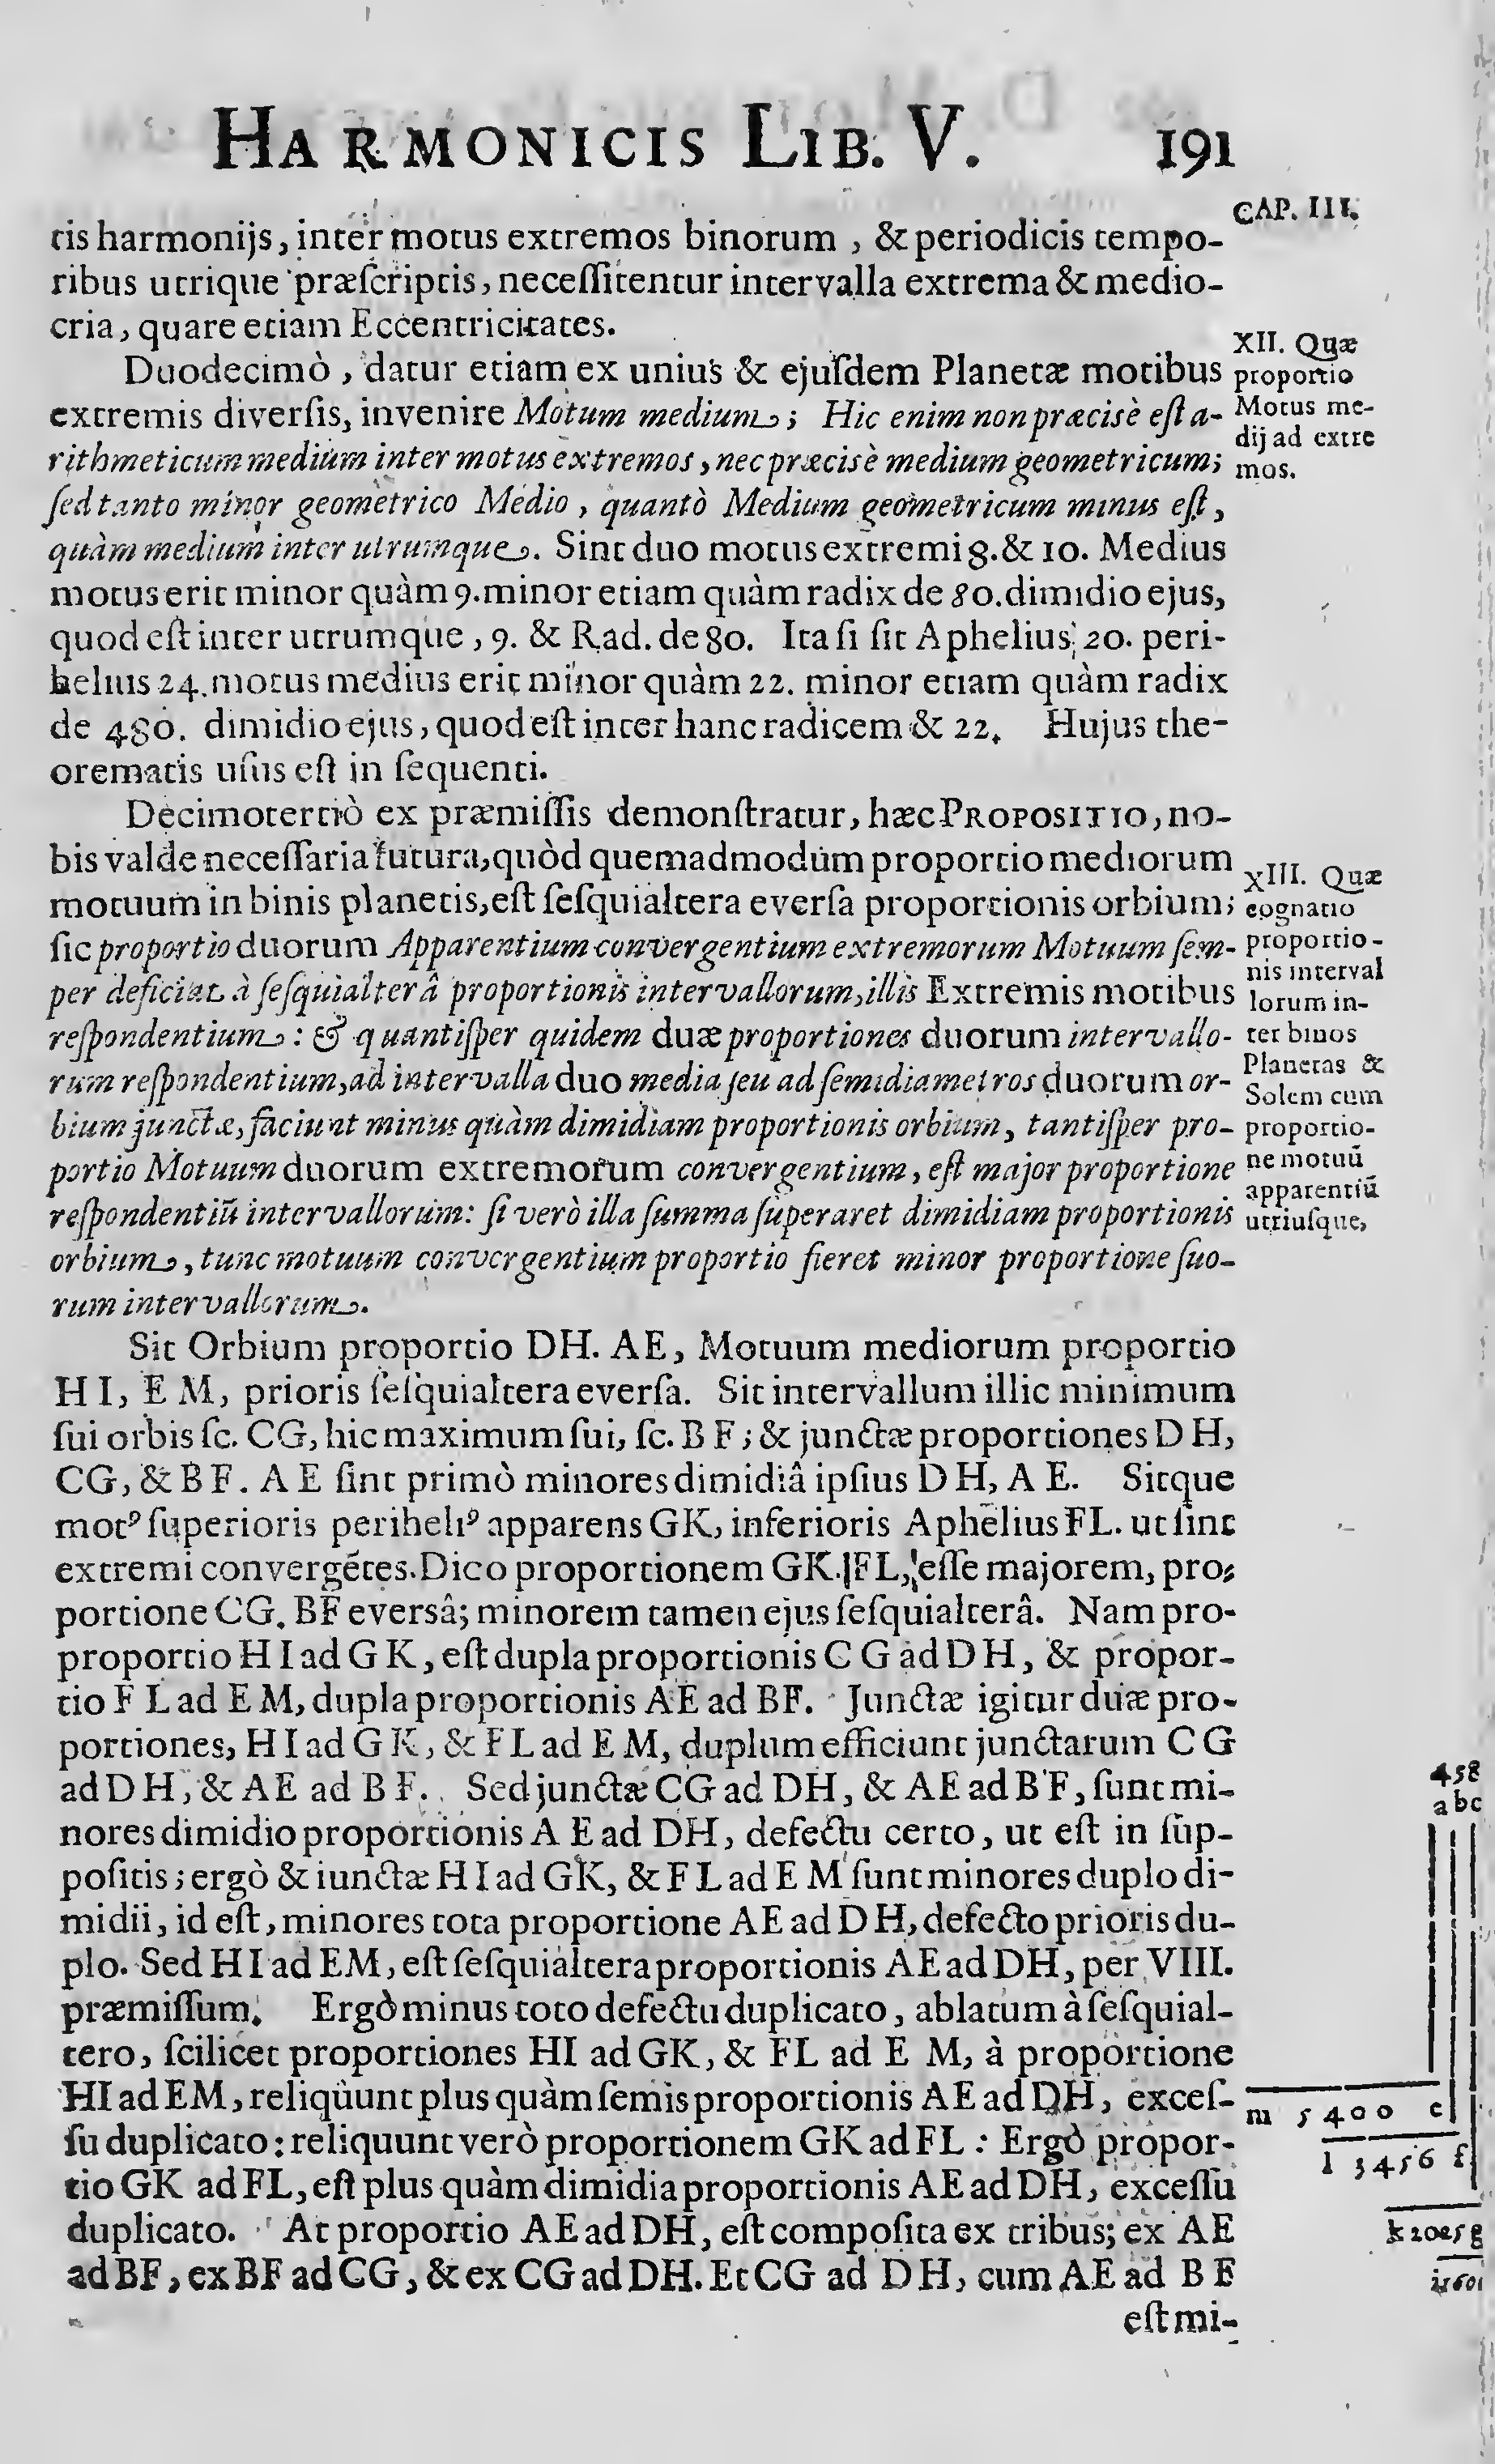 HARMONICIS LIB. V. 191
CAP. III.
tis harmonijs, inter motus extremos binorum , & periodicis tempo-
ribus utrique præſcriptis, neceſſitentur intervalla extrema & medio-
cria, quare etiam Eccentricitates.
Duodecimò , datur etiam ex unius & ejuſdem Planetæ motibus
extremis diverſis, invenire Motum medium; Hic enim non præcisè eſt a-
rithmeticum medium inter motus extremos, nec præcisè medium geometricum;
ſed tanto minor geometrico Medio , quantò Medium geometricum minus eſt ,
quàm medium inter utrumque. Sint duo motus extremi 8. & 10. Medius
motus erit minor quàm 9. minor etiam quàm radix de 80. dimidio ejus,
quod eſt inter utrumque , 9. & Rad. de 80. Ita ſi ſit Aphelius 20. peri-
helius 24. motus medius erit minor quàm 22. minor etiam quàm radix
de 480. dimidio ejus, quod eſt inter hanc radicem & 22. Hujus the-
orematis uſus eſt in ſequenti.
XII. Quæ
proportio
Motus me-
dij ad extre
mos.
Decimotertiò ex præmiſſis demonſtratur, hæc PROPOSITIO, no-
bis valde neceſſaria futura, quòd quemadmodum proportio mediorum
motuum in binis planetis, eſt ſeſquialtera everſa proportionis orbium;
ſic proportio duorum Apparentium convergentium extremorum Motuum ſem-
per deficiat à ſeſquialterâ proportionis intervallorum, illis Extremis motibus
reſpondentium : & quantiſper quidem duæ proportiones duorum intervallo-
rum reſpondentium, ad intervalla duo media ſeu ad ſemidiametros duorum or-
bium junctæ, faciunt minus quàm dimidiam proportionis orbium, tantiſper pro-
portio Motuum duorum extremorum convergentium, eſt major proportione
reſpondentiū intervallorum: ſi verò illa ſumma ſuperaret dimidiam proportionis
orbium, tunc motuum convergentium proportio fieret minor proportione ſuo-
rum intervallorum.
XIII. Quæ
cognatio
proportio-
nis interval
lorum in-
ter binos
Planetas &
Solem cum
proportio-
ne motuū
apparentiū
utriuſque,
Sit Orbium proportio DH. AE, Motuum mediorum proportio
HI, EM, prioris ſeſquialtera everſa. Sit intervallum illic minimum
ſui orbis ſc. CG, hic maximum ſui, ſc. BF; & junctæ proportiones DH,
CG, & BF. AE ſint primò minores dimidiâ ipſius DH, AE. Sitque
motꝰ ſuperioris periheliꝰ apparens GK, inferioris Aphelius FL. ut ſint
extremi convergētes. Dico proportionem GK. FL, eſſe majorem, pro-
portione CG. BF eversâ; minorem tamen ejus ſeſquialterâ. Nam pro-
proportio HI ad GK, eſt dupla proportionis CG ad DH, & propor-
tio FL ad EM, dupla proportionis AE ad BF. Junctæ igitur duæ pro-
portiones, HI ad GK, & FL ad EM, duplum efficiunt junctarum CG
ad DH, & AE ad BF. Sed junctæ CG ad DH, & AE ad BF, ſunt mi-
nores dimidio proportionis AE ad DH, defectu certo, ut eſt in ſup-
poſitis; ergò & iunctæ HI ad GK, & FL ad EM ſunt minores duplo di-
midii, id eſt, minores tota proportione AE ad DH, defecto prioris du-
plo. Sed HI ad EM, eſt ſeſquialtera proportionis AE ad DH, per VIII.
præmiſſum. Ergò minus toto defectu duplicato, ablatum à ſeſquial-
tero, ſcilicet proportiones HI ad GK, & FL ad EM, à proportione
HI ad EM, reliquunt plus quàm ſemis proportionis AE ad DH, exceſ-
ſu duplicato: reliquunt verò proportionem GK ad FL : Ergò propor-
tio GK ad FL, eſt plus quàm dimidia proportionis AE ad DH, exceſſu
duplicato. At proportio AE ad DH, eſt compoſita ex tribus; ex AE
ad BF, ex BF ad CG, & ex CG ad DH. Et CG ad DH, cum AE ad BF
eſt mi-
458
abc
m 5400 e
l 3456 f
k 2025 g